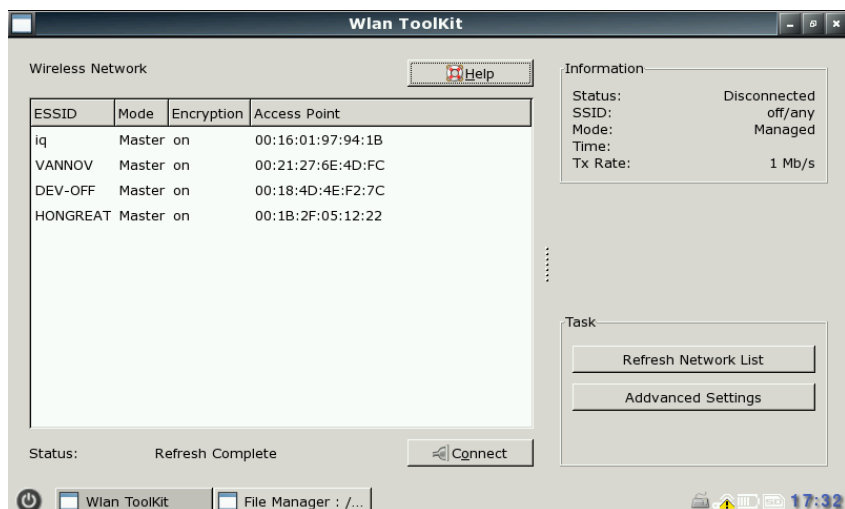 Wlan ToolKit
Wireless Network
Help
ESSID Mode Encryption Access Point
iq Master on 00:16:01:97:94:1B
VANNOV Master on 00:21:27:6E:4D:FC
DEV-OFF Master on 00:18:4D:4E:F2:7C
HONGREAT Master on 00:1B:2F:05:12:22
Status: Refresh Complete
Connect
Information
Status: Disconnected
SSID: off/any
Mode: Managed
Time:
Tx Rate: 1 Mb/s
Task
Refresh Network List
Addvanced Settings
Wlan ToolKit
File Manager : /...
17:32